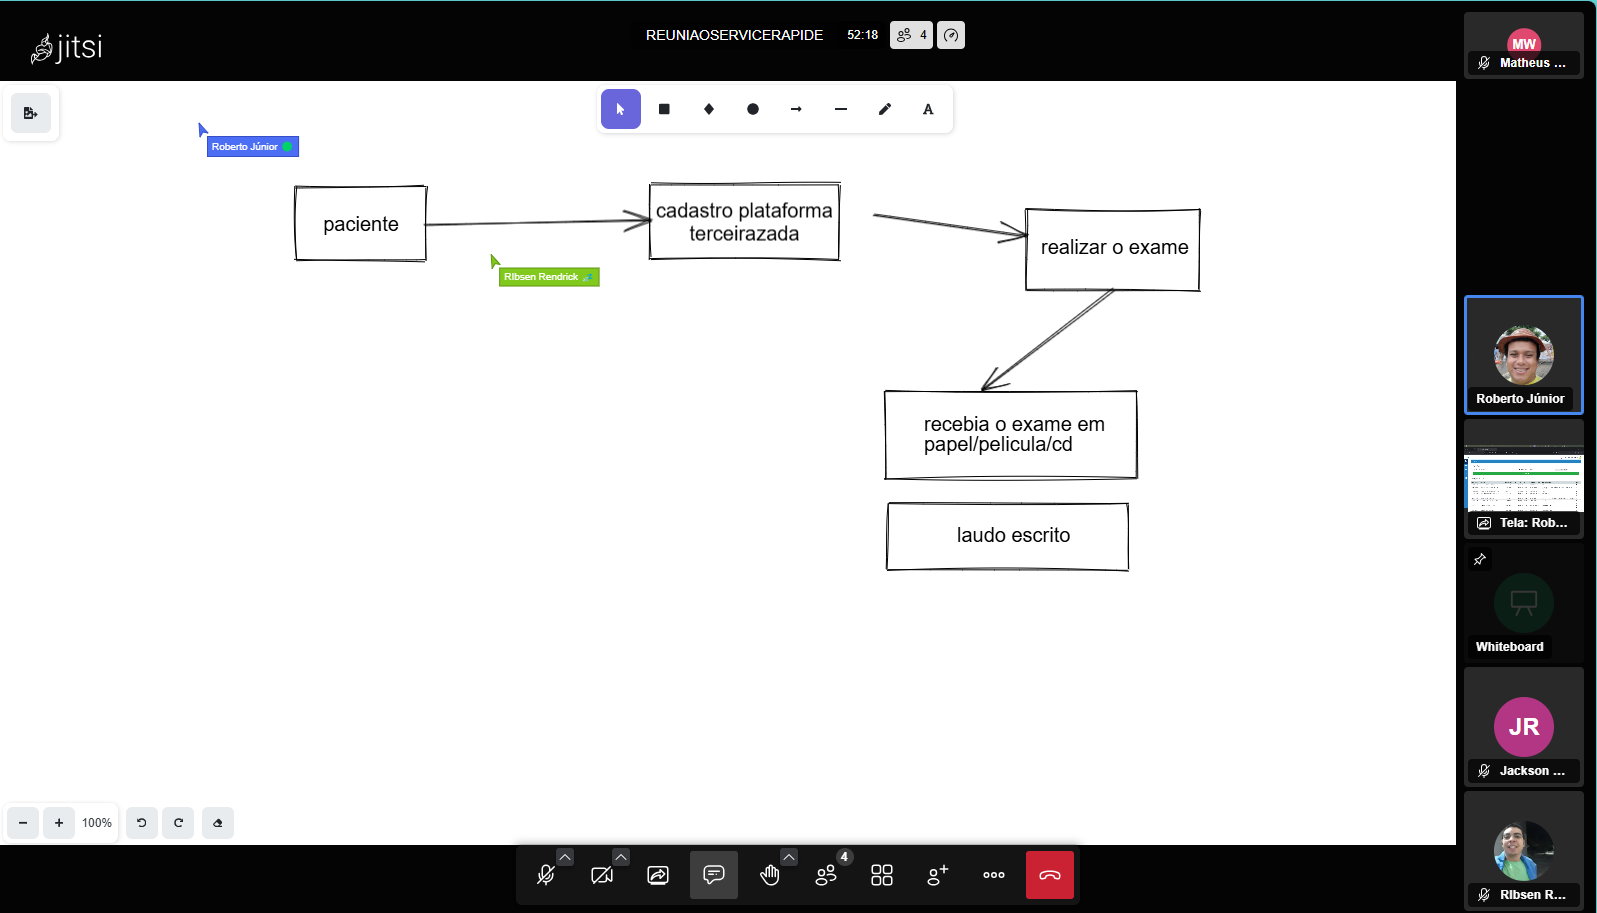 jitsi
REUNIAOSERVICERAPIDE 52:18 4
MW
Matheus ...
Roberto Júnior
A
paciente
cadastro plataforma
terceirazada
realizar o exame
RIbsen Rendrick
recebia o exame em
papel/pelicula/cd
laudo escrito
Roberto Júnior
Tela: Rob...
Whiteboard
JR
Jackson ...
RIbsen R...
100%
4